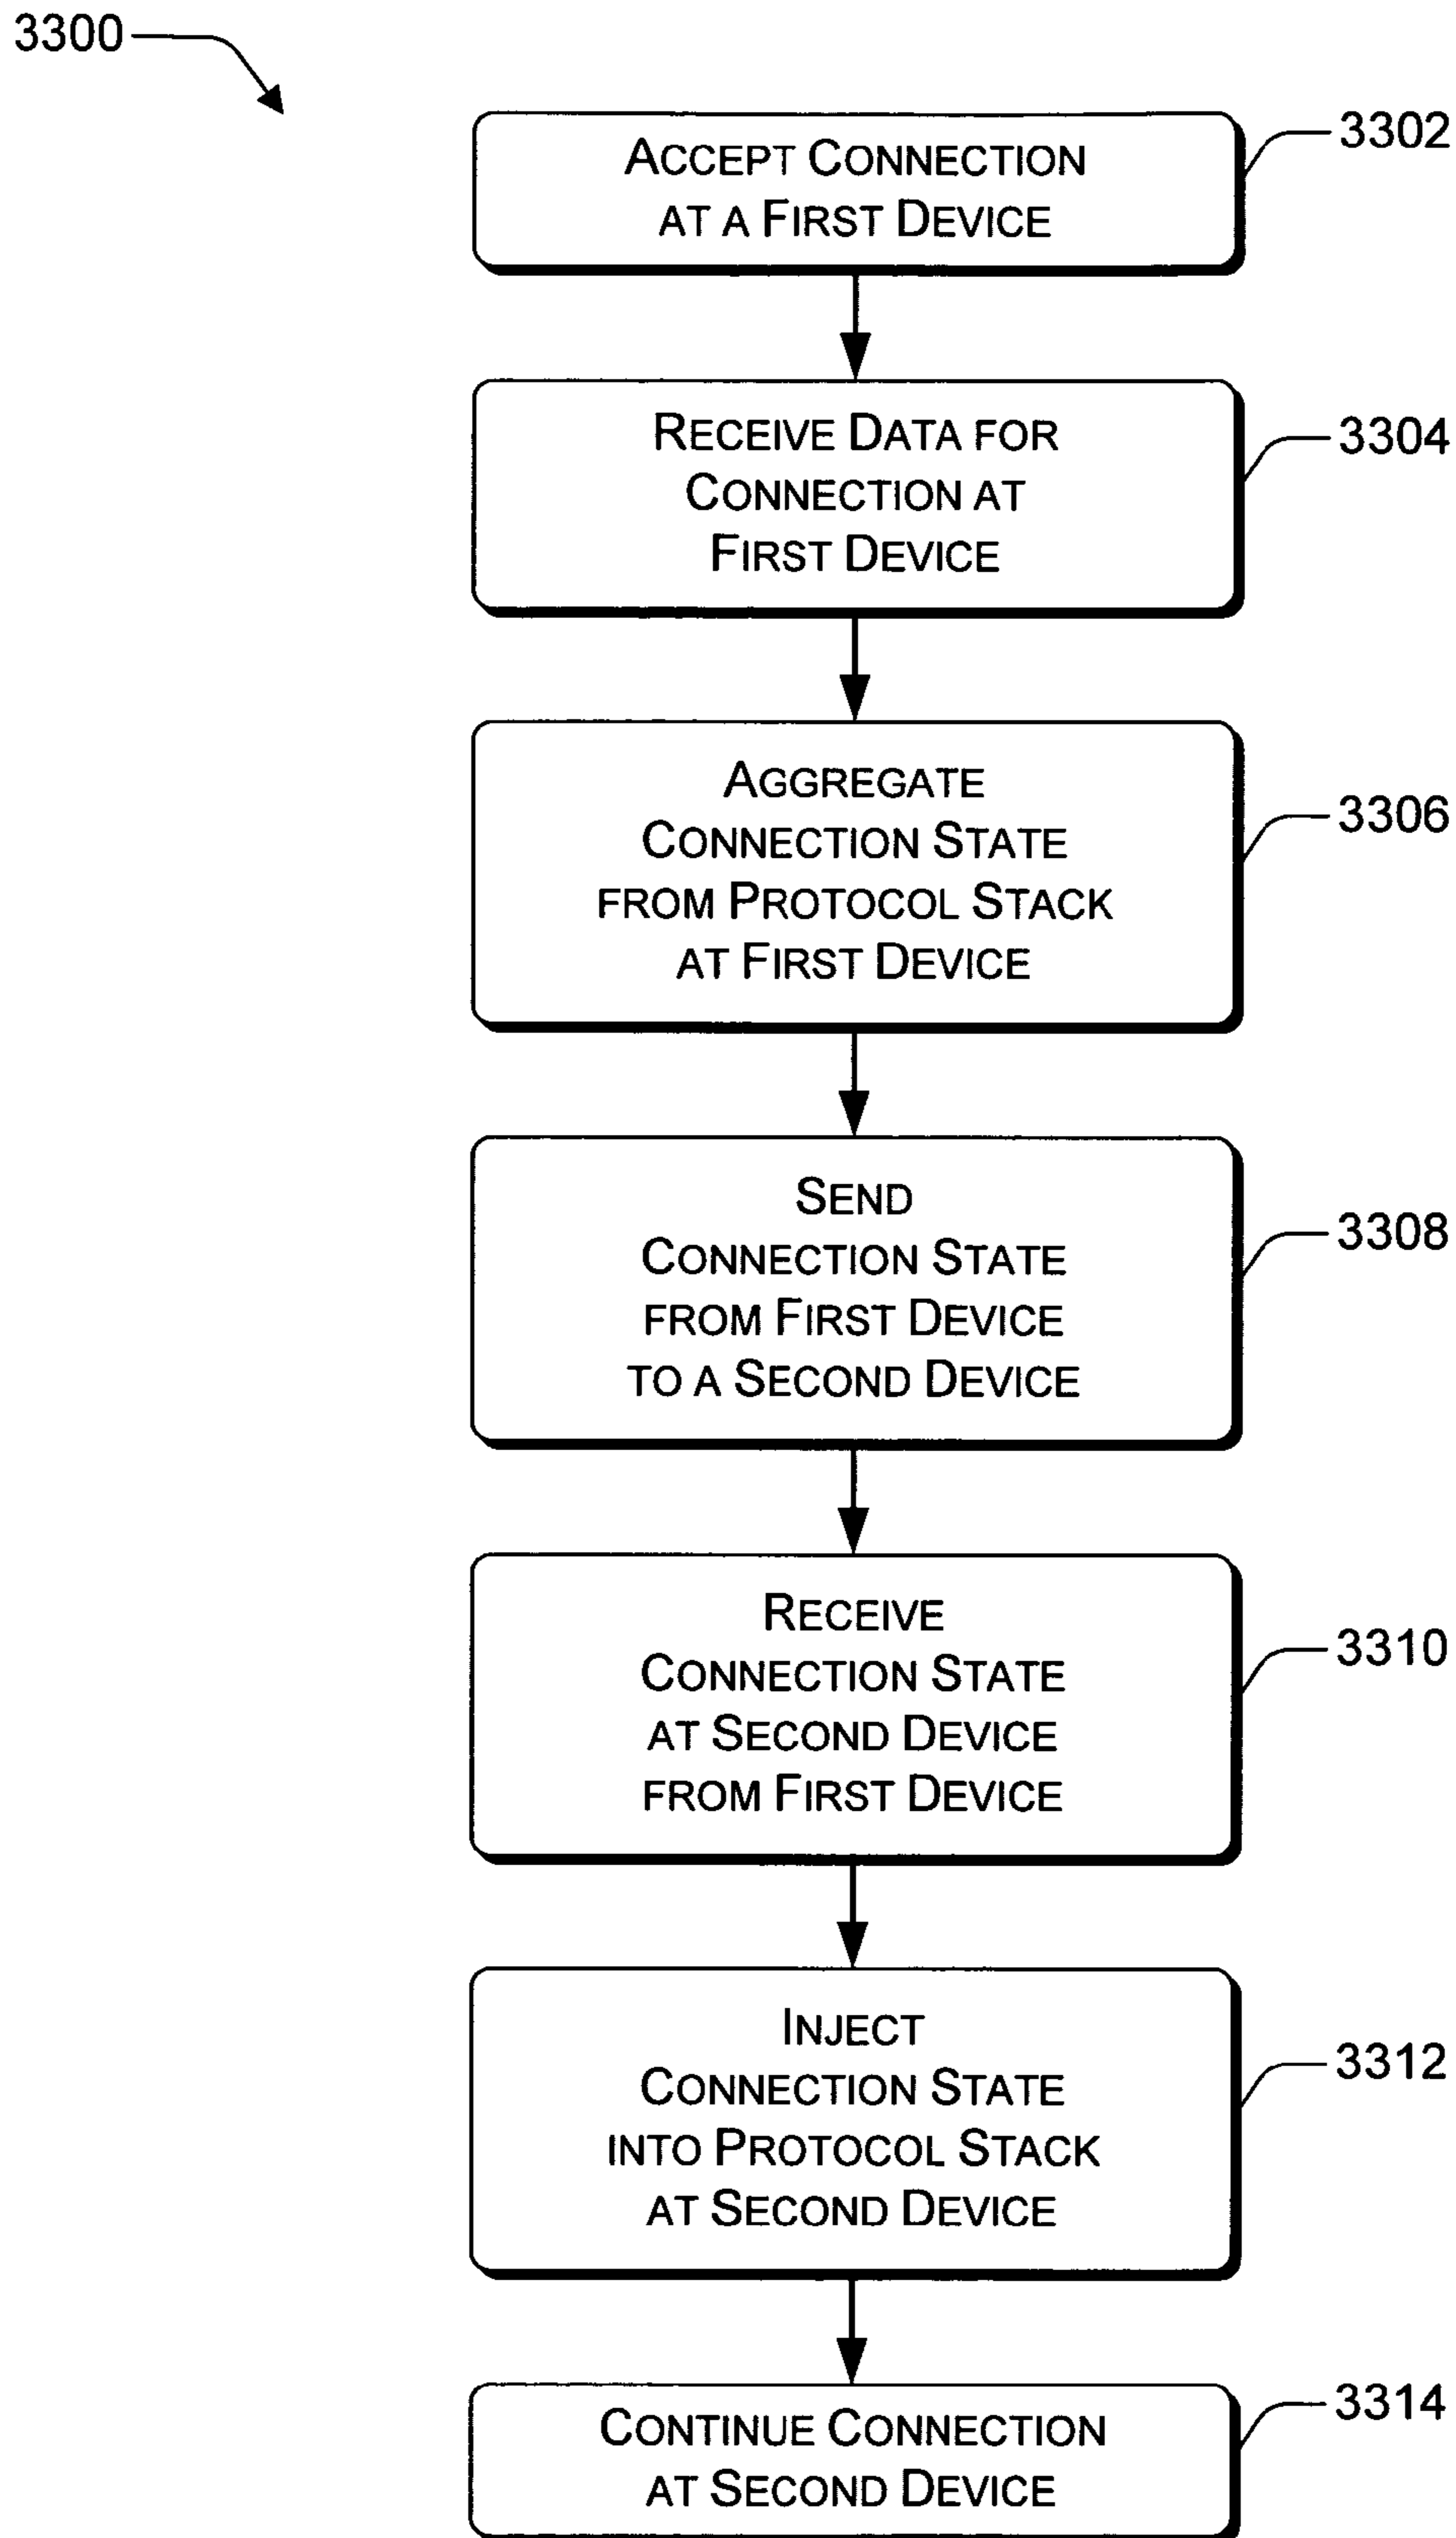 3300
ACCEPT CONNECTION
AT A FIRST DEVICE
3302
RECEIVE DATA FOR
CONNECTION AT
FIRST DEVICE
3304
AGGREGATE
CONNECTION STATE
FROM PROTOCOL STACK
AT FIRST DEVICE
3306
SEND
CONNECTION STATE
FROM FIRST DEVICE
TO A SECOND DEVICE
3308
RECEIVE
CONNECTION STATE
AT SECOND DEVICE
FROM FIRST DEVICE
3310
INJECT
CONNECTION STATE
INTO PROTOCOL STACK
AT SECOND DEVICE
3312
CONTINUE CONNECTION
AT SECOND DEVICE
3314